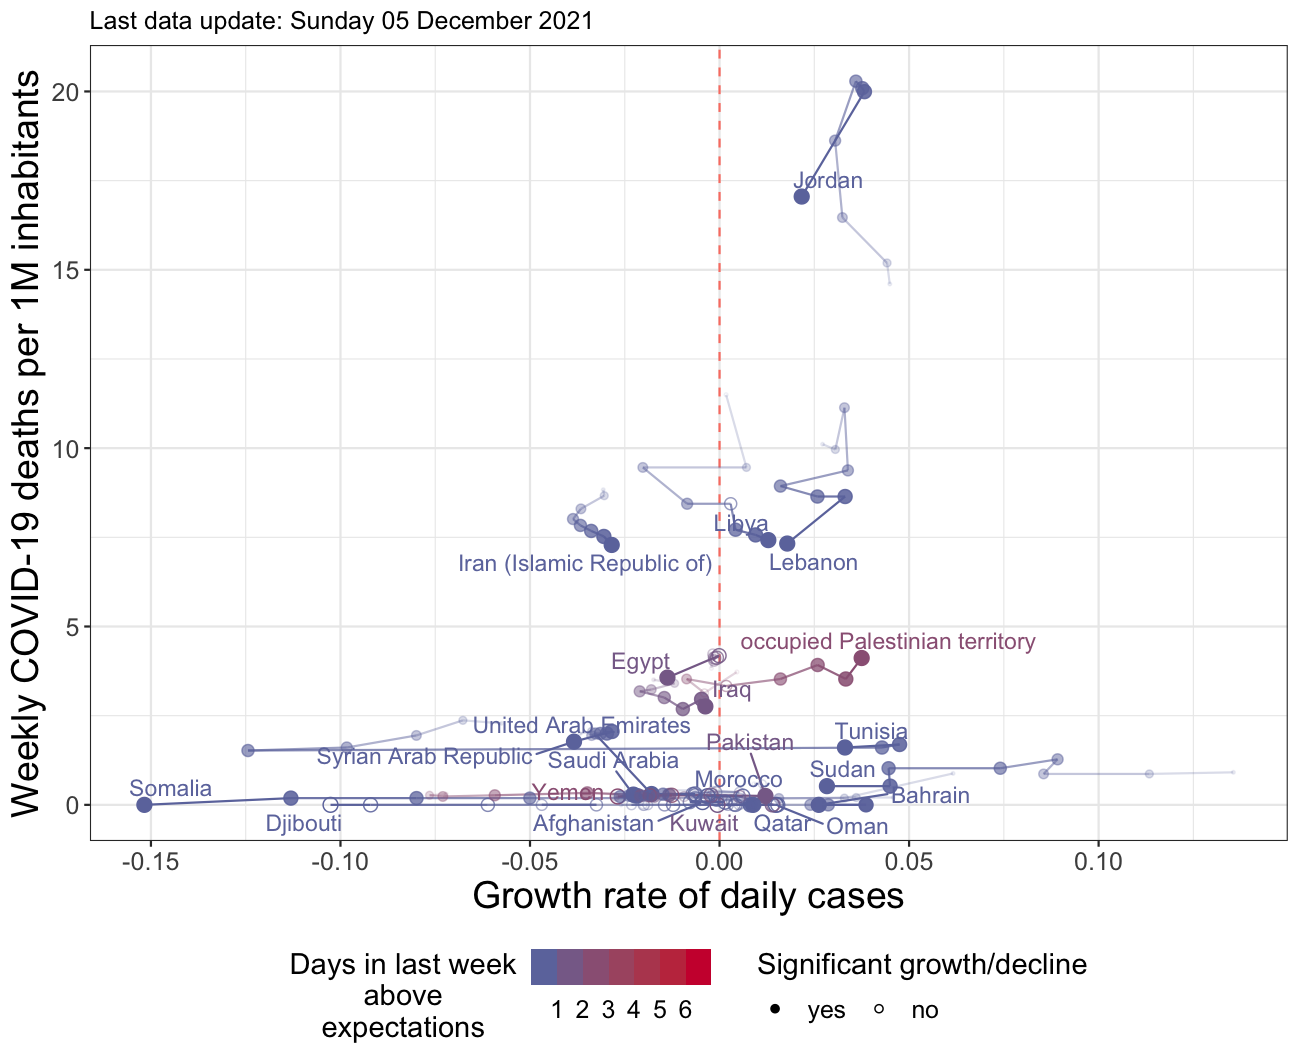 Last data update: Sunday 05 December 2021
Weekly COVID-19 deaths per 1M inhabitants
20
15
10
5
0
Jordan
Libya
Iran (Islamic Republic of)
Lebanon
occupied Palestinian territory
Egypt
Iraq
United Arab Emirates
Tunisia
Pakistan
Syrian Arab Republic
Saudi Arabia
Sudan
Morocco
Somalia
Yemen
Bahrain
Djibouti
Afghanistan
Kuwait
Qatar
Oman
-0.15 -0.10 -0.05 0.00 0.05 0.10
Growth rate of daily cases
Days in last week
above
expectations
1 2 3 4 5 6
Significant growth/decline
yes no